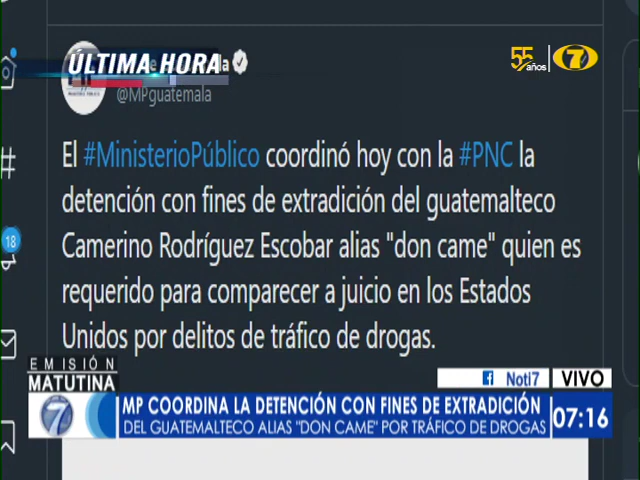 ÚLTIMA HORA
55 años
7
@MPguatemala
El #MinisterioPúblico coordinó hoy con la #PNC la
detención con fines de extradición del guatemalteco
Camerino Rodríguez Escobar alias "don came" quien es
requerido para comparecer a juicio en los Estados
Unidos por delitos de tráfico de drogas.
18
EMISIÓN
MATUTINA
Noti7
VIVO
7
MP COORDINA LA DETENCIÓN CON FINES DE EXTRADICIÓN
DEL GUATEMALTECO ALIAS "DON CAME" POR TRÁFICO DE DROGAS
07:16